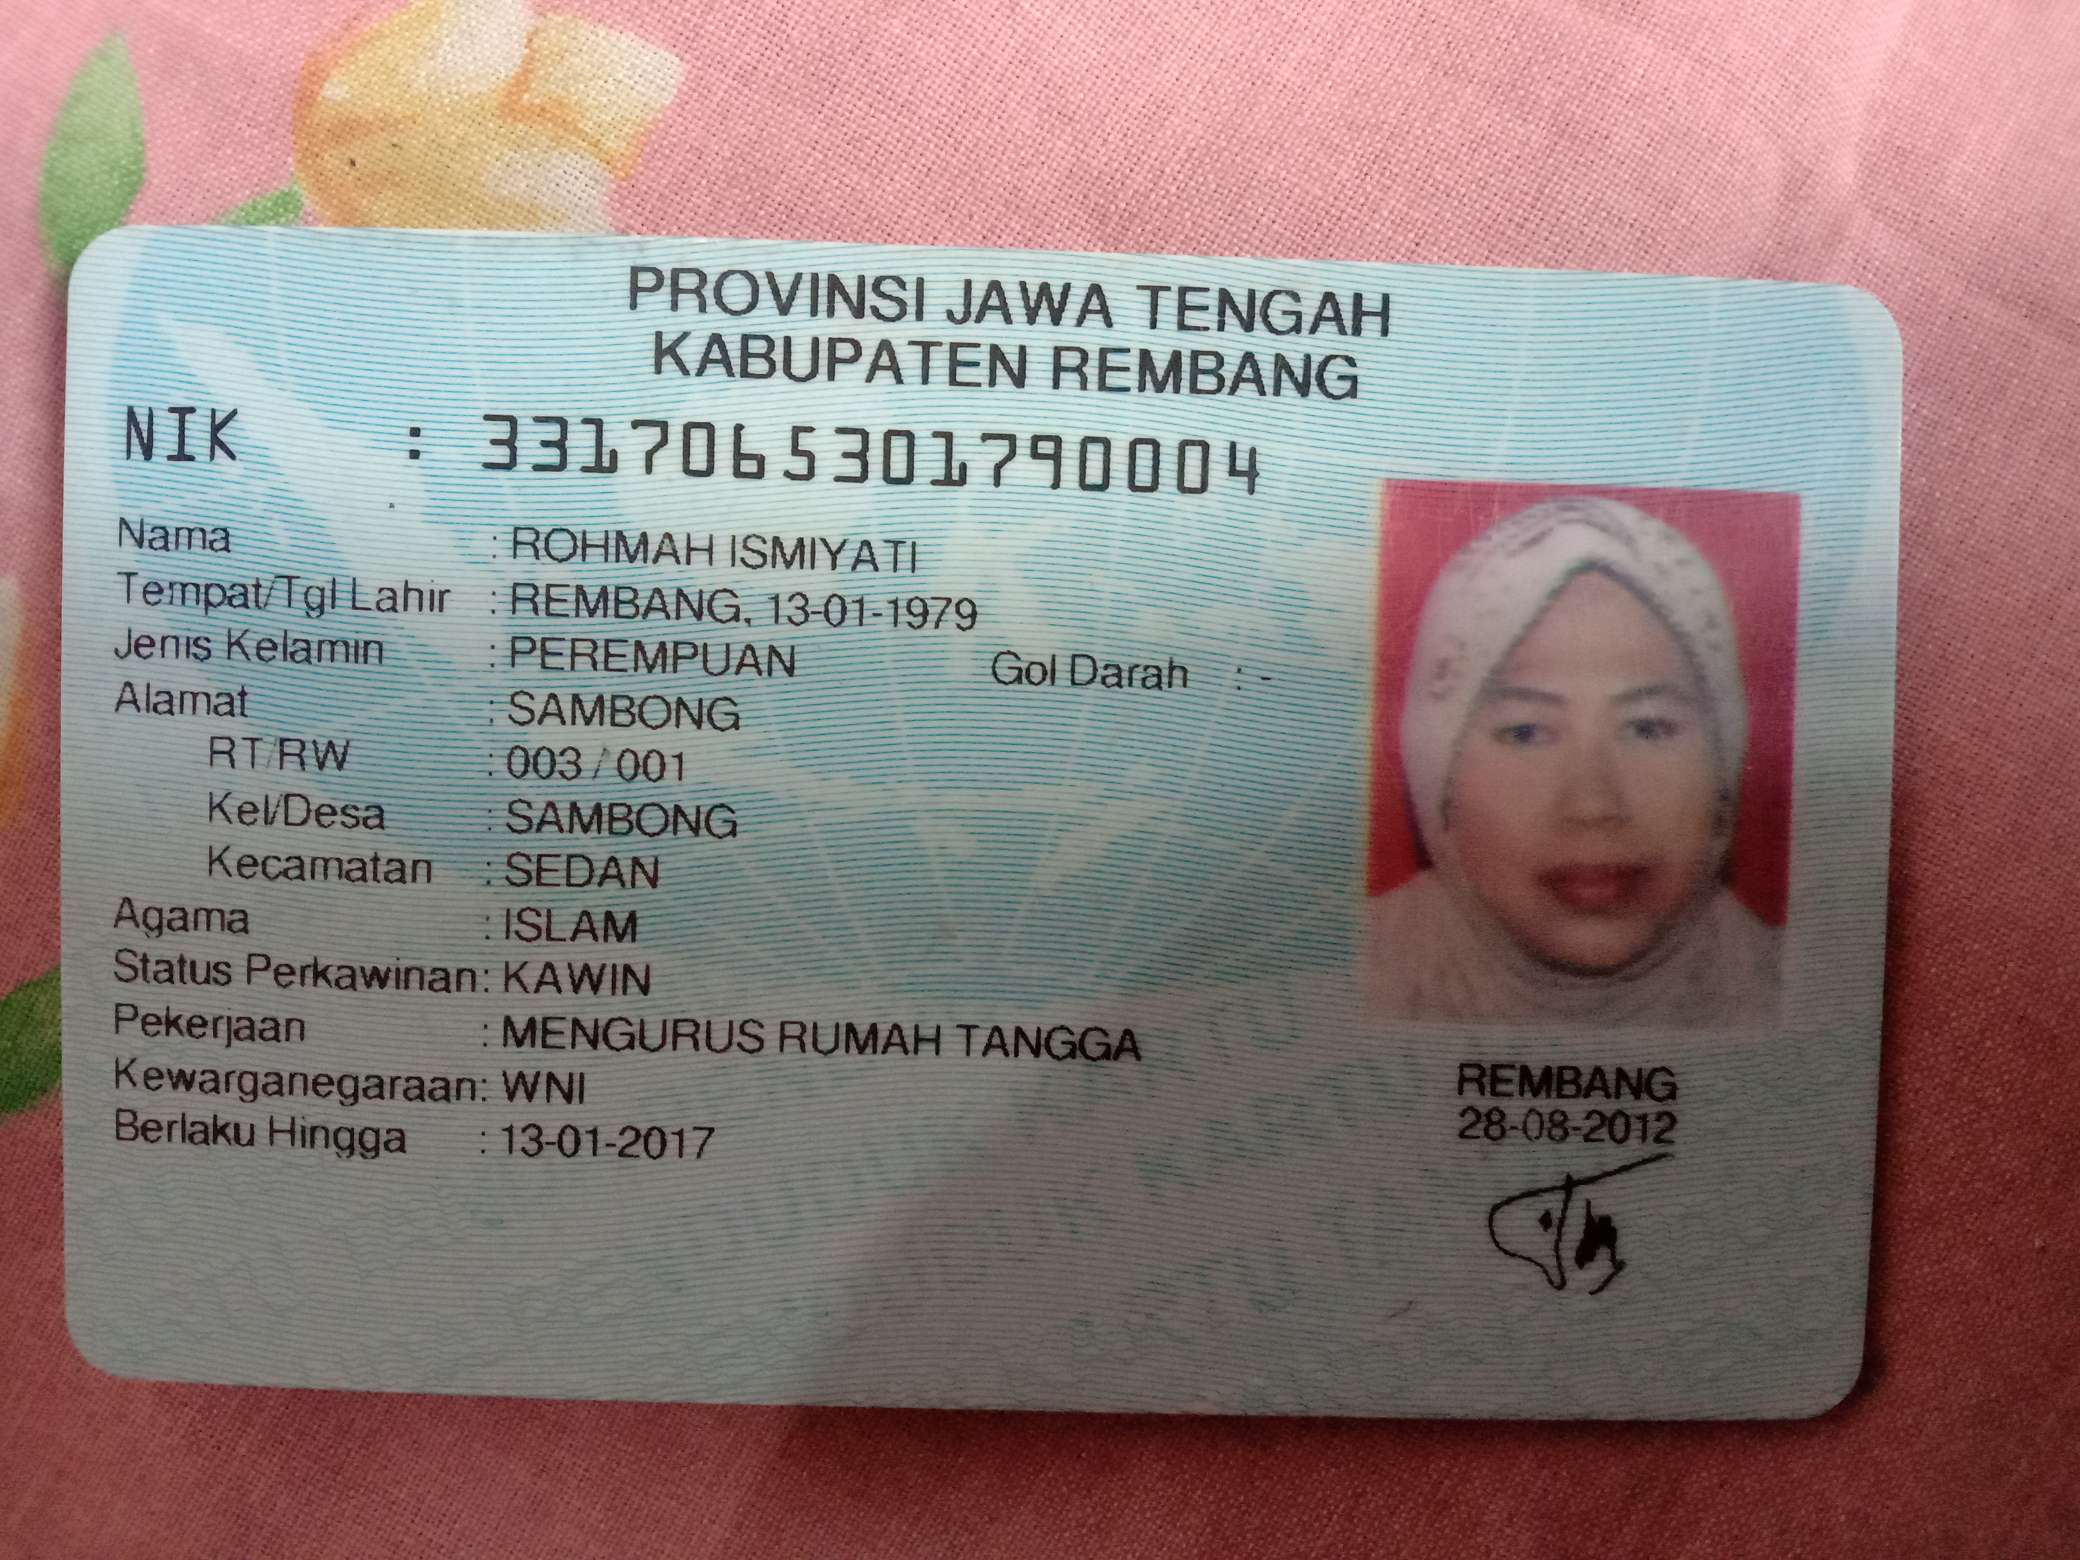 PROVINSI JAWA TENGAH
KABUPATEN REMBANG
NIK : 3317065301790004
Nama : ROHMAH ISMIYATI
Tempat/Tgl Lahir : REMBANG, 13-01-1979
Jenis Kelamin : PEREMPUAN Gol Darah : -
Alamat : SAMBONG
RT/RW : 003 / 001
Kel/Desa : SAMBONG
Kecamatan : SEDAN
Agama : ISLAM
Status Perkawinan : KAWIN
Pekerjaan : MENGURUS RUMAH TANGGA
Kewarganegaraan : WNI
Berlaku Hingga : 13-01-2017
REMBANG
28-08-2012